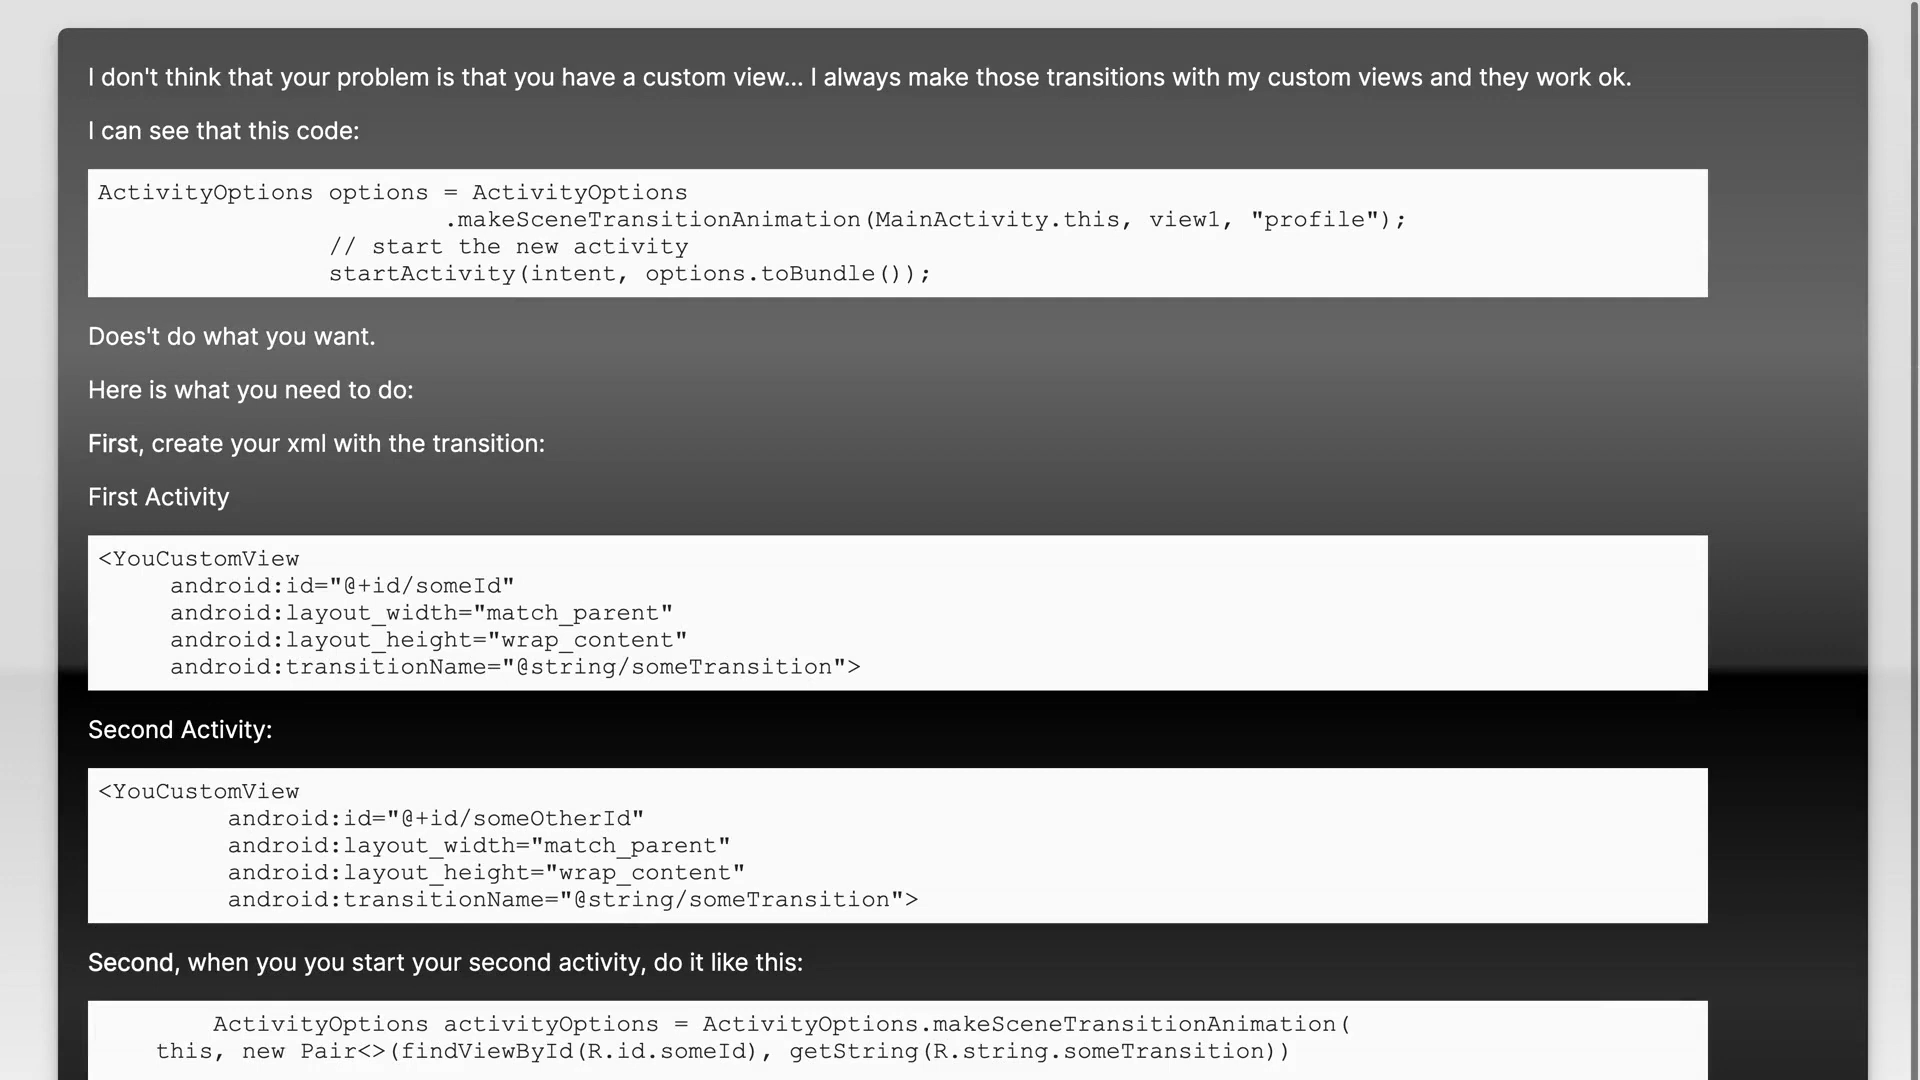 I don't think that your problem is that you have a custom view... I always make those transitions with my custom views and they work ok.
I can see that this code:
ActivityOptions options = ActivityOptions
.makeSceneTransitionAnimation(MainActivity.this, view1, "profile");
// start the new activity
startActivity(intent, options.toBundle());
Does't do what you want.
Here is what you need to do:
First, create your xml with the transition:
First Activity
<YouCustomView
android:id="@+id/someId"
android:layout_width="match_parent"
android:layout_height="wrap_content"
android:transitionName="@string/someTransition">
Second Activity:
<YouCustomView
android:id="@+id/someOtherId"
android:layout_width="match_parent"
android:layout_height="wrap_content"
android:transitionName="@string/someTransition">
Second, when you you start your second activity, do it like this:
ActivityOptions activityOptions = ActivityOptions.makeSceneTransitionAnimation(
this, new Pair<>(findViewById(R.id.someId), getString(R.string.someTransition))